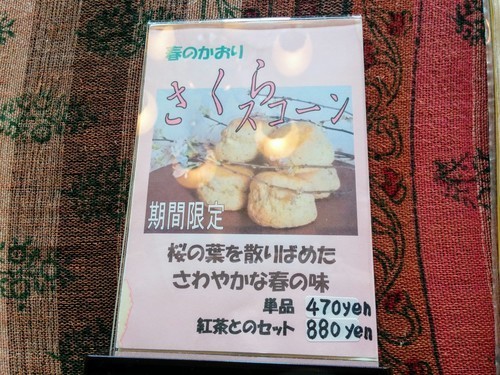 春のかおり
さくら
スコーン
期間限定
桜の葉を散りばめた
さわやかな春の味
単品 470yen
紅茶とのセット 880yen